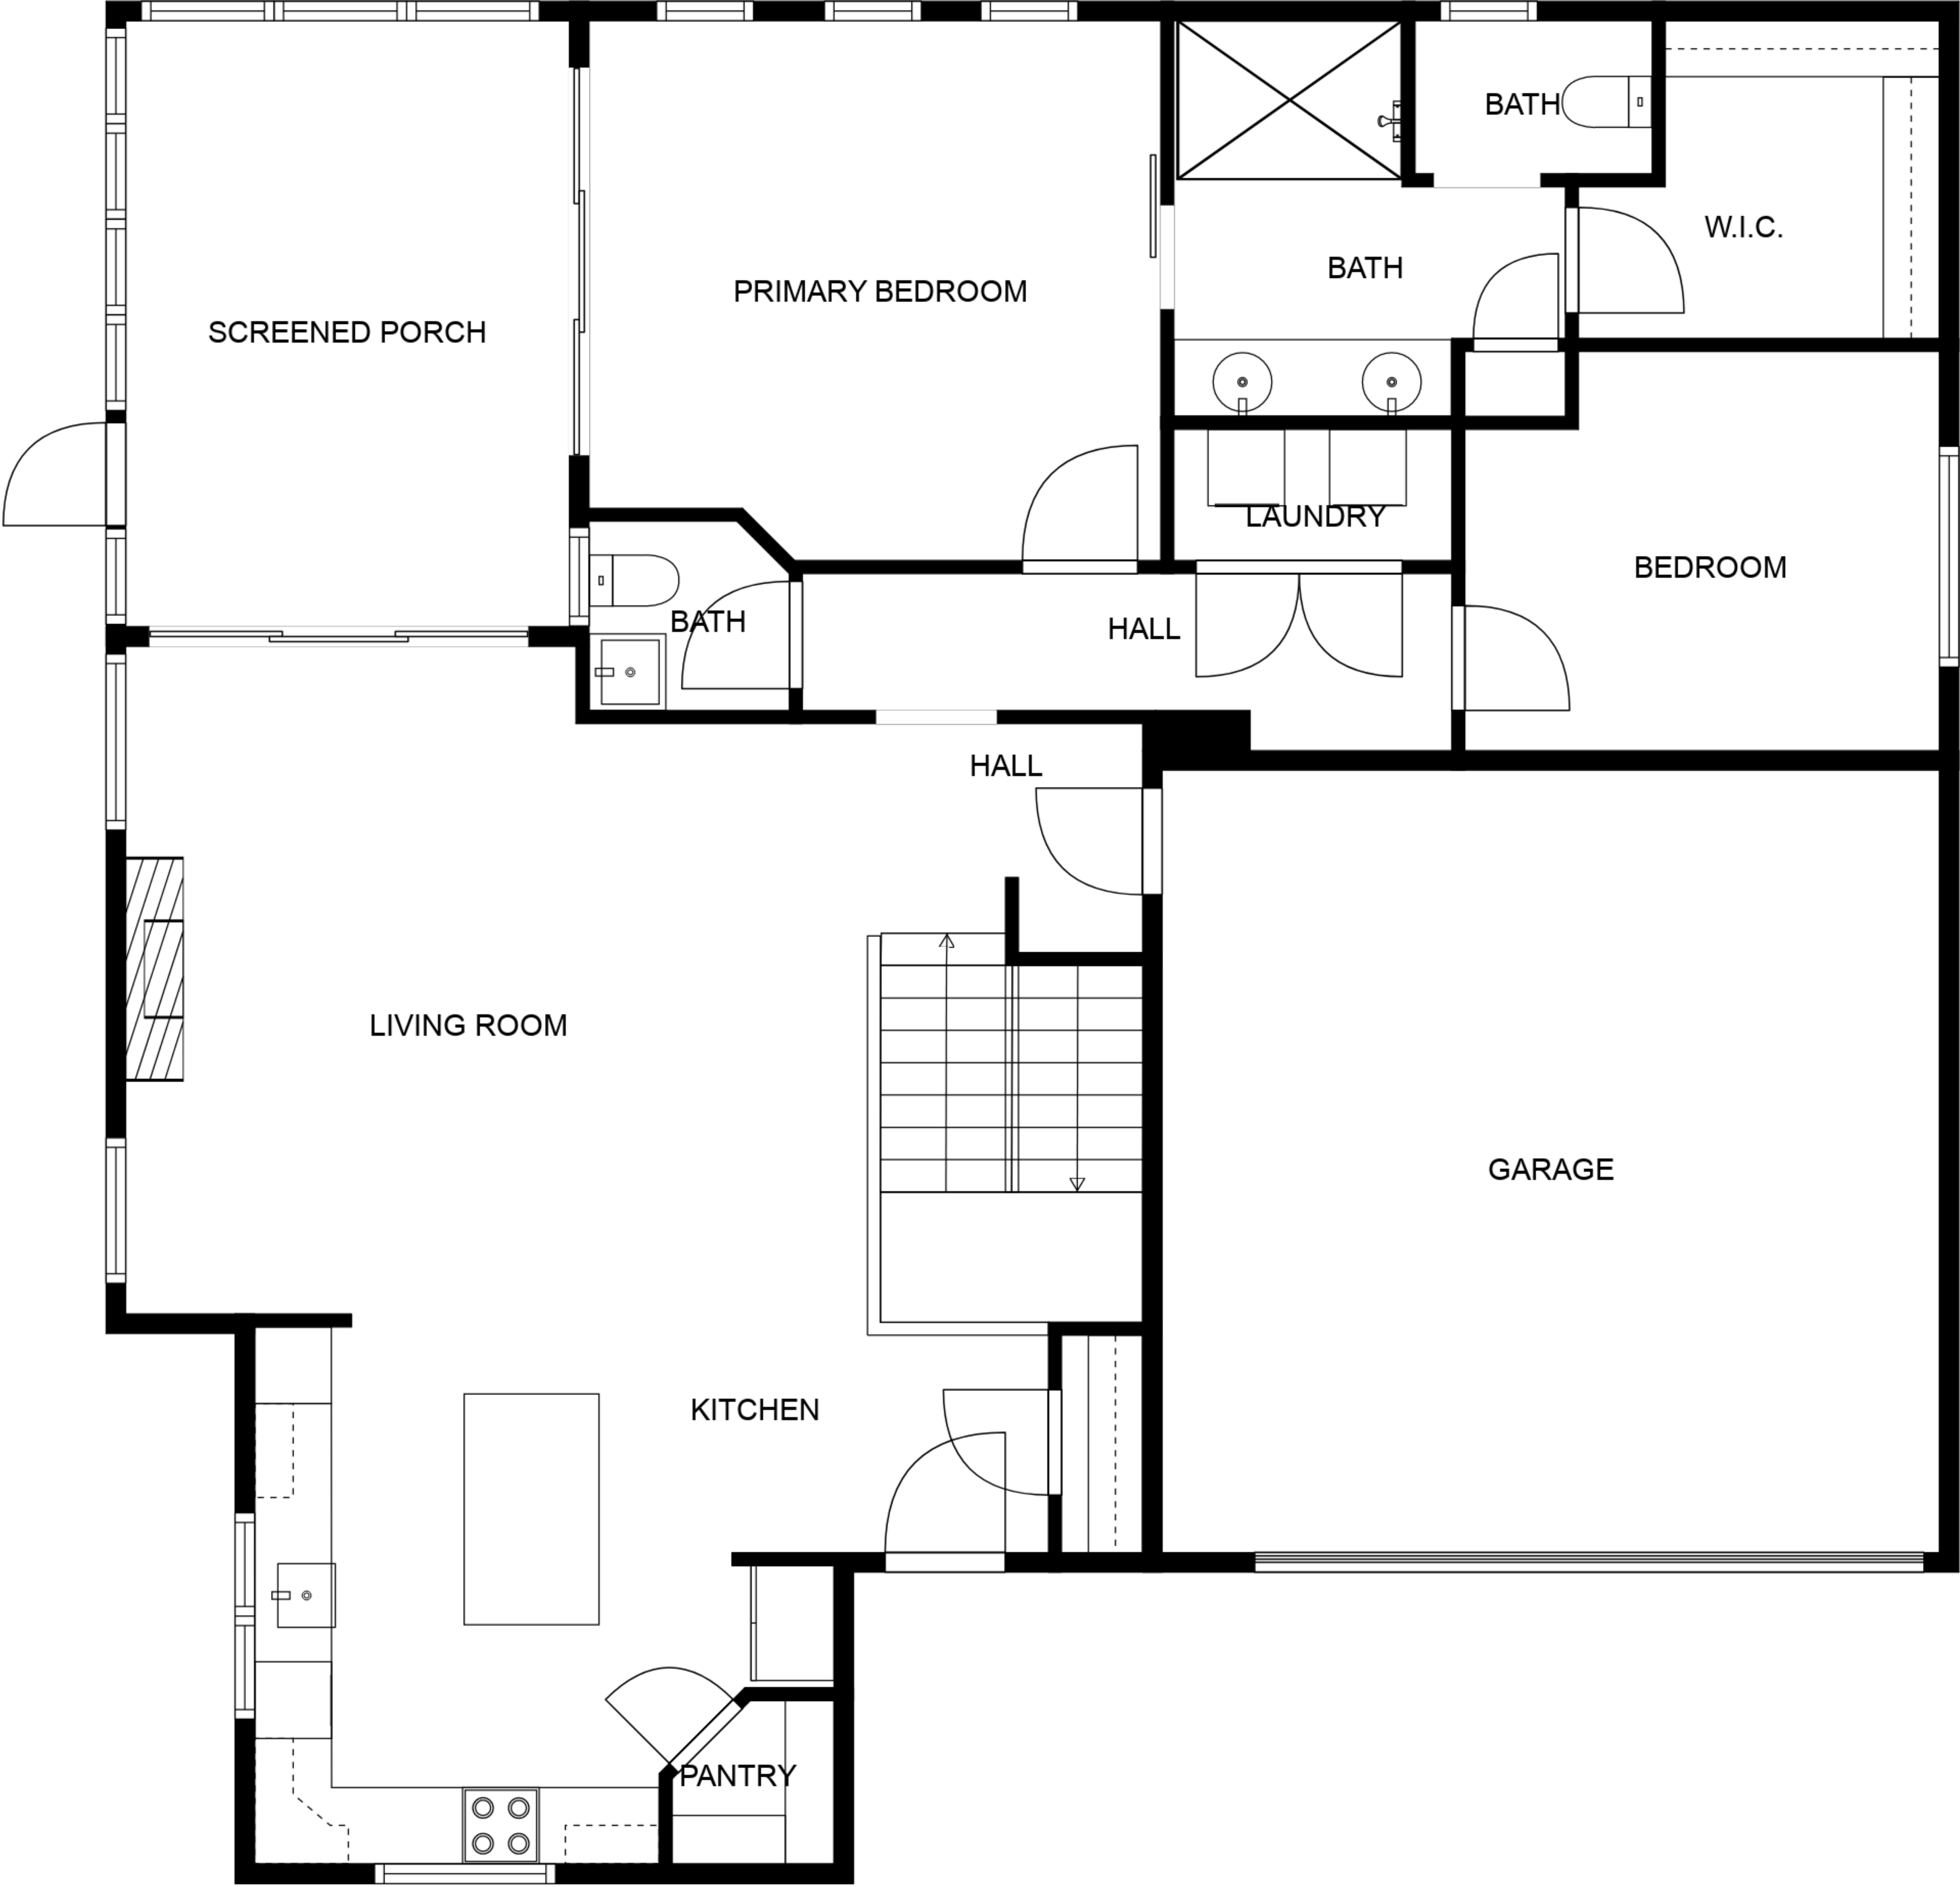 BATH
W.I.C.
BATH
PRIMARY BEDROOM
SCREENED PORCH
LAUNDRY
BEDROOM
BATH
HALL
HALL
LIVING ROOM
GARAGE
KITCHEN
PANTRY